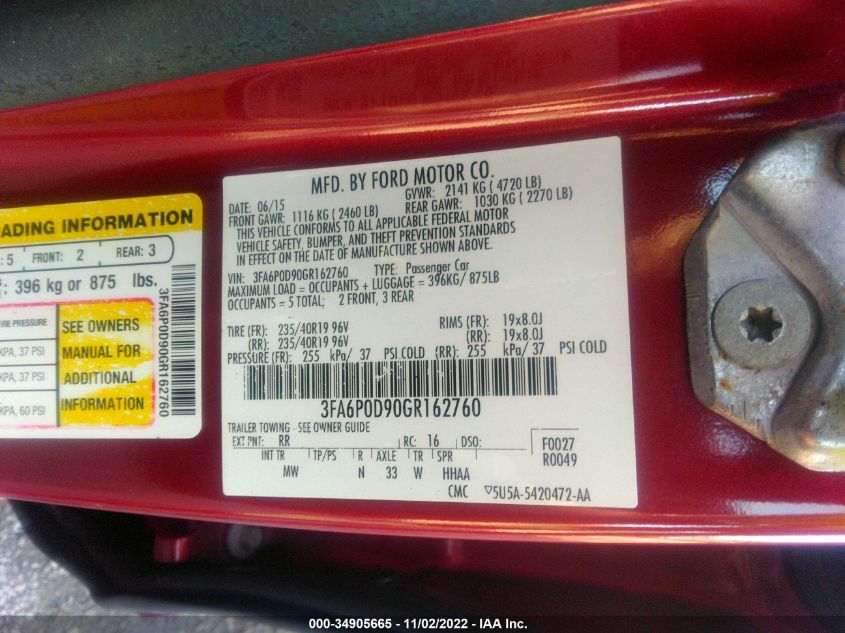 MFD. BY FORD MOTOR CO.
DATE: 06/15 GVWR: 2141 KG ( 4720 LB)
FRONT GAWR: 1116 KG ( 2460 LB) REAR GAWR: 1030 KG ( 2270 LB)
THIS VEHICLE CONFORMS TO ALL APPLICABLE FEDERAL MOTOR
VEHICLE SAFETY, BUMPER, AND THEFT PREVENTION STANDARDS
IN EFFECT ON THE DATE OF MANUFACTURE SHOWN ABOVE.
VIN: 3FA6P0D90GR162760 TYPE: Passenger Car
MAXIMUM LOAD = OCCUPANTS + LUGGAGE = 396KG/ 875LB
OCCUPANTS = 5 TOTAL; 2 FRONT, 3 REAR
TIRE (FR): 235/40R19 96V RIMS (FR): 19x8.0J
(RR): 235/40R19 96V (RR): 19x8.0J
PRESSURE (FR): 255 kPa/ 37 PSI COLD (RR): 255 kPa/ 37 PSI COLD
3FA6P0D90GR162760
TRAILER TOWING - SEE OWNER GUIDE
EXT PNT: RR RC: 16 DSO: F0027
R0049
INT TR TP/PS R AXLE TR SPR
MW N 33 W HHAA
CMC ▽5U5A-5420472-AA
ADING INFORMATION
: 5 FRONT: 2 REAR: 3
: 396 kg or 875 lbs.
IRE PRESSURE
KPA, 37 PSI
KPA, 37 PSI
KPA, 60 PSI
SEE OWNERS
MANUAL FOR
ADDITIONAL
INFORMATION
3FA6P0D90GR162760
000-34905665 - 11/02/2022 - IAA Inc.